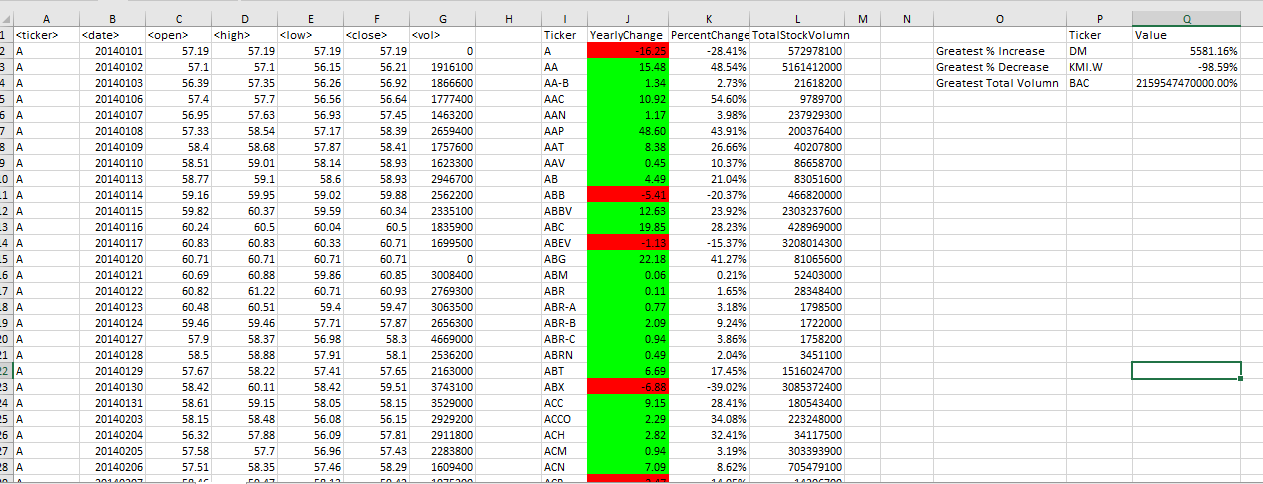 A B C D E F G H I J K L M N O P Q
1 <ticker> <date> <open> <high> <low> <close> <vol> Ticker YearlyChange PercentChange TotalStockVolumn Ticker Value
2 A 20140101 57.19 57.19 57.19 57.19 0 A -16.25 -28.41% 572978100 Greatest % Increase DM 5581.16%
3 A 20140102 57.1 57.1 56.15 56.21 1916100 AA 15.48 48.54% 5161412000 Greatest % Decrease KMI.W -98.59%
4 A 20140103 56.39 57.35 56.26 56.92 1866600 AA-B 1.34 2.73% 21618200 Greatest Total Volumn BAC 2159547470000.00%
5 A 20140106 57.4 57.7 56.56 56.64 1777400 AAC 10.92 54.60% 9789700
6 A 20140107 56.95 57.63 56.93 57.45 1463200 AAN 1.17 3.98% 237929300
7 A 20140108 57.33 58.54 57.17 58.39 2659400 AAP 48.60 43.91% 200376400
8 A 20140109 58.4 58.68 57.87 58.41 1757600 AAT 8.38 26.66% 40207800
9 A 20140110 58.51 59.01 58.14 58.93 1623300 AAV 0.45 10.37% 86658700
10 A 20140113 58.77 59.1 58.6 58.93 2946700 AB 4.49 21.04% 83051600
11 A 20140114 59.16 59.95 59.02 59.88 2562200 ABB -5.41 -20.37% 466820000
12 A 20140115 59.82 60.37 59.59 60.34 2335100 ABBV 12.63 23.92% 2303237600
13 A 20140116 60.24 60.5 60.04 60.5 1835900 ABC 19.85 28.23% 428969000
14 A 20140117 60.83 60.83 60.33 60.71 1699500 ABEV -1.13 -15.37% 3208014300
15 A 20140120 60.71 60.71 60.71 60.71 0 ABG 22.18 41.27% 81065600
16 A 20140121 60.69 60.88 59.86 60.85 3008400 ABM 0.06 0.21% 52403000
17 A 20140122 60.82 61.22 60.71 60.93 2769300 ABR 0.11 1.65% 28348400
18 A 20140123 60.48 60.51 59.4 59.47 3063500 ABR-A 0.77 3.18% 1798500
19 A 20140124 59.46 59.46 57.71 57.87 2656300 ABR-B 2.09 9.24% 1722000
20 A 20140127 57.9 58.37 56.98 58.3 4669000 ABR-C 0.94 3.86% 1758200
21 A 20140128 58.5 58.88 57.91 58.1 2536200 ABRN 0.49 2.04% 3451100
22 A 20140129 57.67 58.22 57.41 57.65 2163000 ABT 6.69 17.45% 1516024700
23 A 20140130 58.42 60.11 58.42 59.51 3743100 ABX -6.88 -39.02% 3085372400
24 A 20140131 58.61 59.15 58.05 58.15 3529000 ACC 9.15 28.41% 180543400
25 A 20140203 58.15 58.48 56.08 56.15 2929200 ACCO 2.29 34.08% 223248000
26 A 20140204 56.32 57.88 56.09 57.81 2911800 ACH 2.82 32.41% 34117500
27 A 20140205 57.58 57.7 56.96 57.43 2283800 ACM 0.94 3.19% 303393900
28 A 20140206 57.51 58.35 57.46 58.29 1609400 ACN 7.09 8.62% 705479100